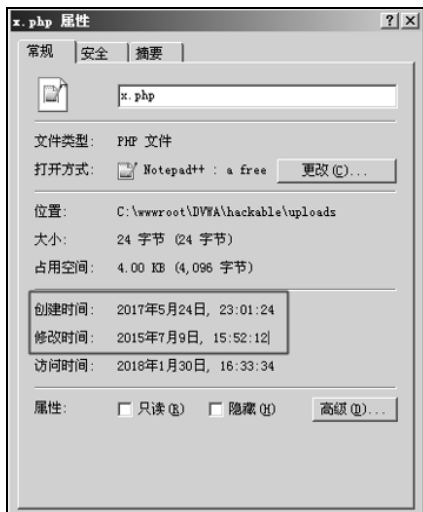 x.php 属性
常规 安全 摘要
x.php
文件类型: PHP 文件
打开方式: Notepad++ : a free 更改(C)...
位置: C:\wwwroot\DVWA\hackable\uploads
大小: 24 字节 (24 字节)
占用空间: 4.00 KB (4,096 字节)
创建时间: 2017年5月24日, 23:01:24
修改时间: 2015年7月9日, 15:52:12
访问时间: 2018年1月30日, 16:33:34
属性: 只读(R) 隐藏(H) 高级(D)...